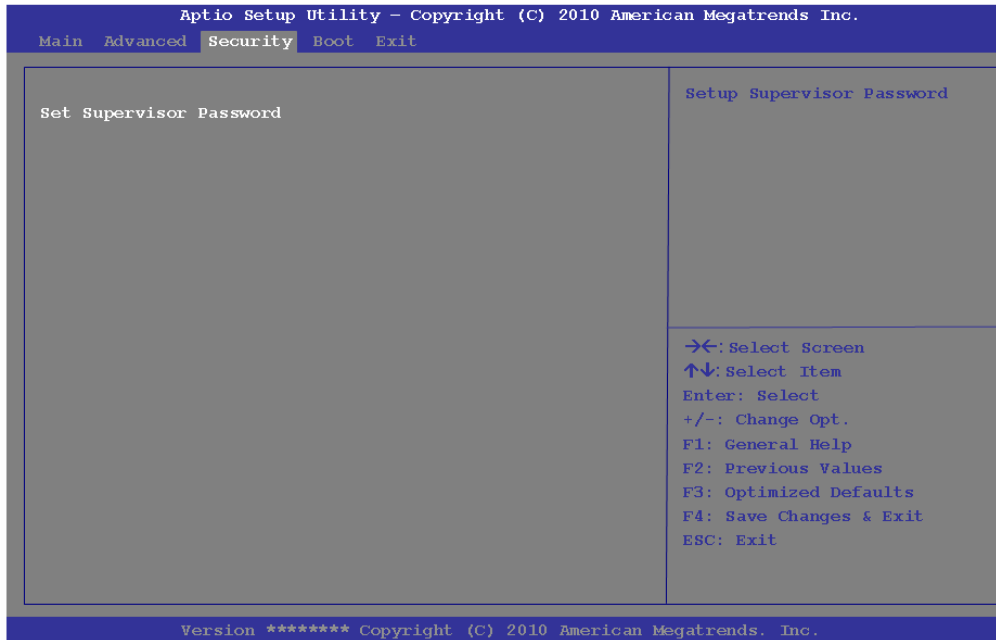 Aptio Setup Utility – Copyright (C) 2010 American Megatrends Inc.
Main Advanced Security Boot Exit
Set Supervisor Password
Setup Supervisor Password
→←:Select Screen
↑↓:Select Item
Enter: Select
+/-: Change Opt.
F1: General Help
F2: Previous Values
F3: Optimized Defaults
F4: Save Changes & Exit
ESC: Exit
Version ******** Copyright (C) 2010 American Megatrends. Inc.